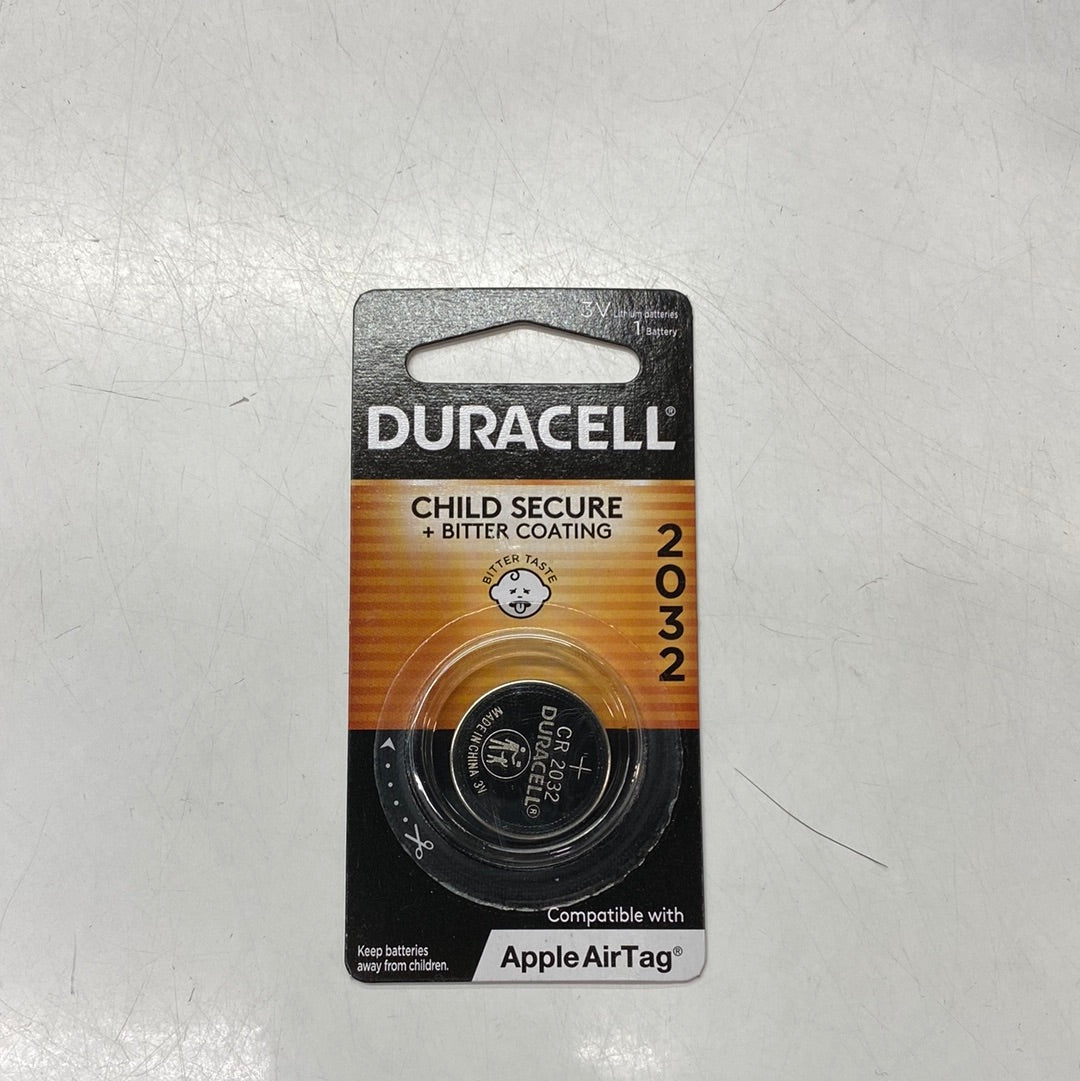 3V Lithium batteries
1 Battery
DURACELL®
CHILD SECURE
+ BITTER COATING
BITTER TASTE
2032
MADE IN CHINA 3V
DURACELL®
CR 2032
+
Compatible with
Keep batteries
away from children.
Apple AirTag®